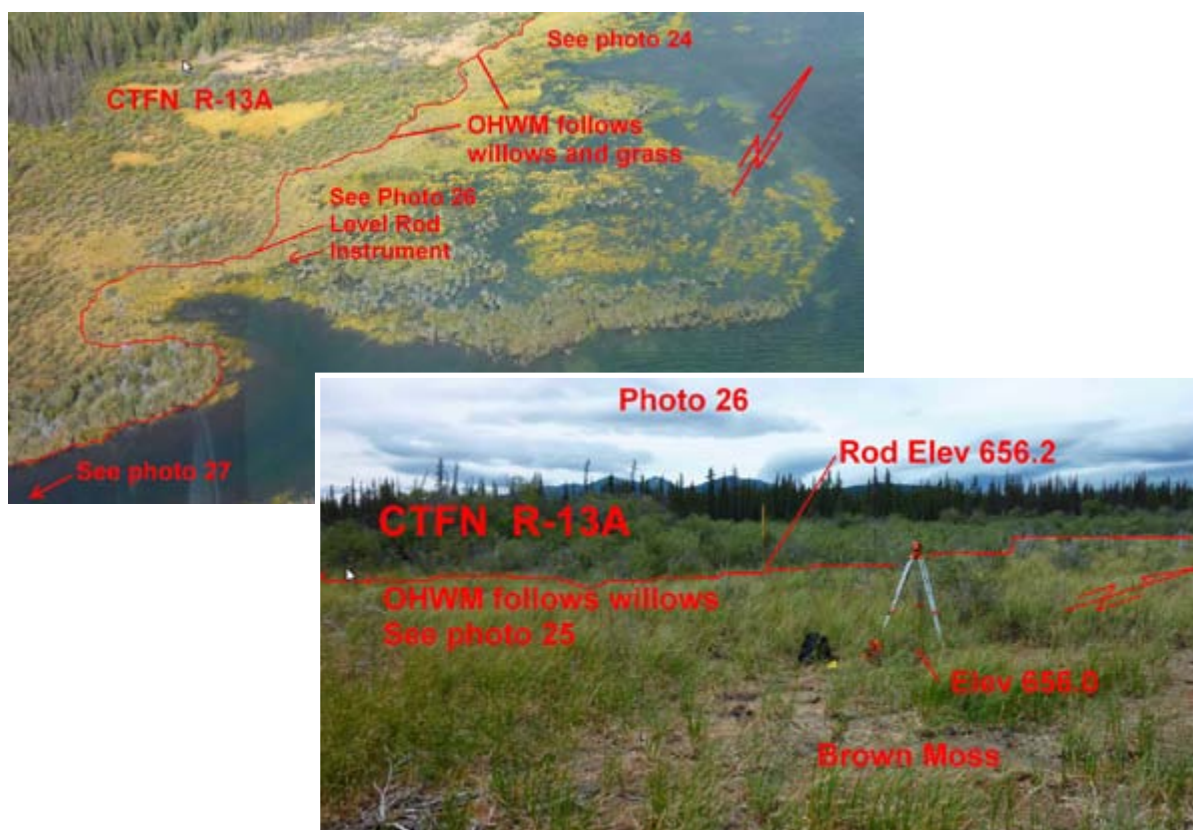 See photo 24
CTFN R-13A
OHWM follows
willows and grass
See Photo 26
Level Rod
Instrument
See photo 27
Photo 26
Rod Elev 656.2
CTFN R-13A
OHWM follows willows
See photo 25
Elev 656.0
Brown Moss